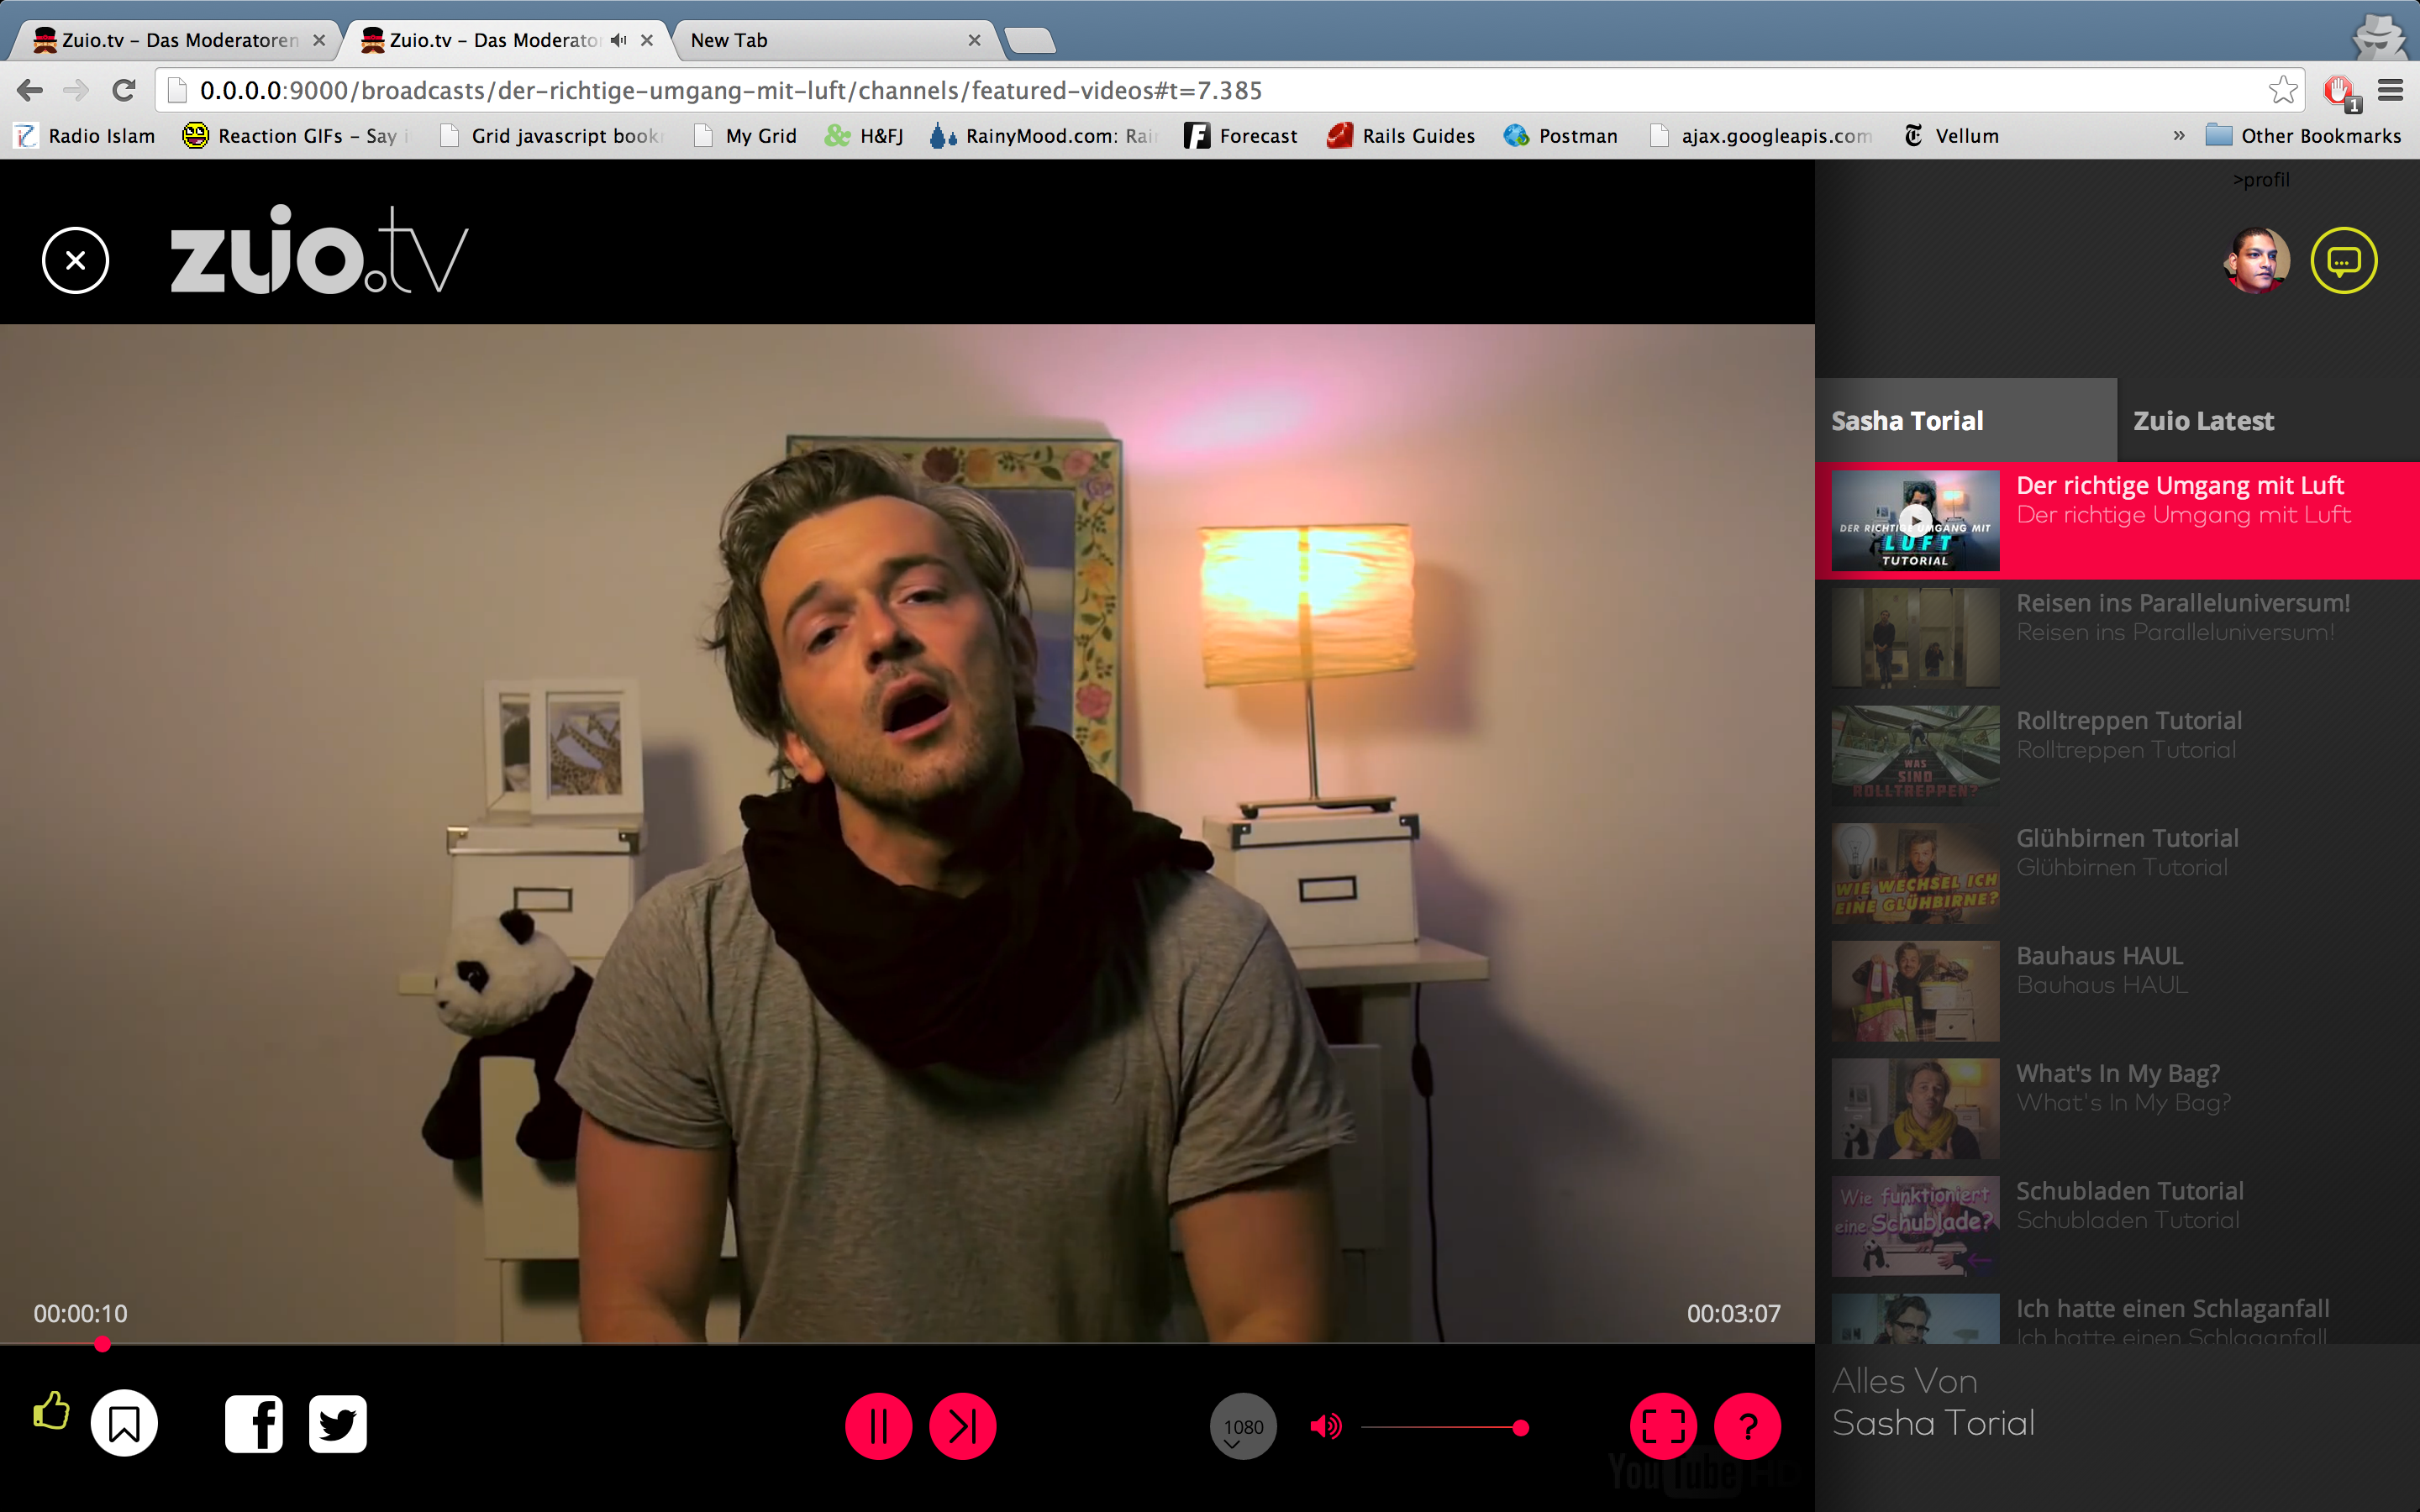 Zuio.tv – Das Moderatoren
Zuio.tv – Das Moderato
New Tab
0.0.0.0:9000/broadcasts/der-richtige-umgang-mit-luft/channels/featured-videos#t=7.385
Radio Islam
Reaction GIFs – Say
Grid javascript book
My Grid
H&FJ
RainyMood.com: Rai
Forecast
Rails Guides
Postman
ajax.googleapis.com
Vellum
»
Other Bookmarks
1
>profil
zuio.tv
Sasha Torial
Zuio Latest
DER RICHTIGE UMGANG MIT
LUFT
TUTORIAL
Der richtige Umgang mit Luft
Der richtige Umgang mit Luft
Reisen ins Paralleluniversum!
Reisen ins Paralleluniversum!
WAS
SIND
ROLLTREPPEN?
Rolltreppen Tutorial
Rolltreppen Tutorial
WIE WECHSEL ICH
EINE GLÜHBIRNE?
Glühbirnen Tutorial
Glühbirnen Tutorial
Bauhaus HAUL
Bauhaus HAUL
What's In My Bag?
What's In My Bag?
Wie funktioniert
eine Schublade?
Schubladen Tutorial
Schubladen Tutorial
Ich hatte einen Schlaganfall
Ich hatte einen Schlaganfall
00:00:10
00:03:07
1080
?
YouTube HD
Alles Von
Sasha Torial